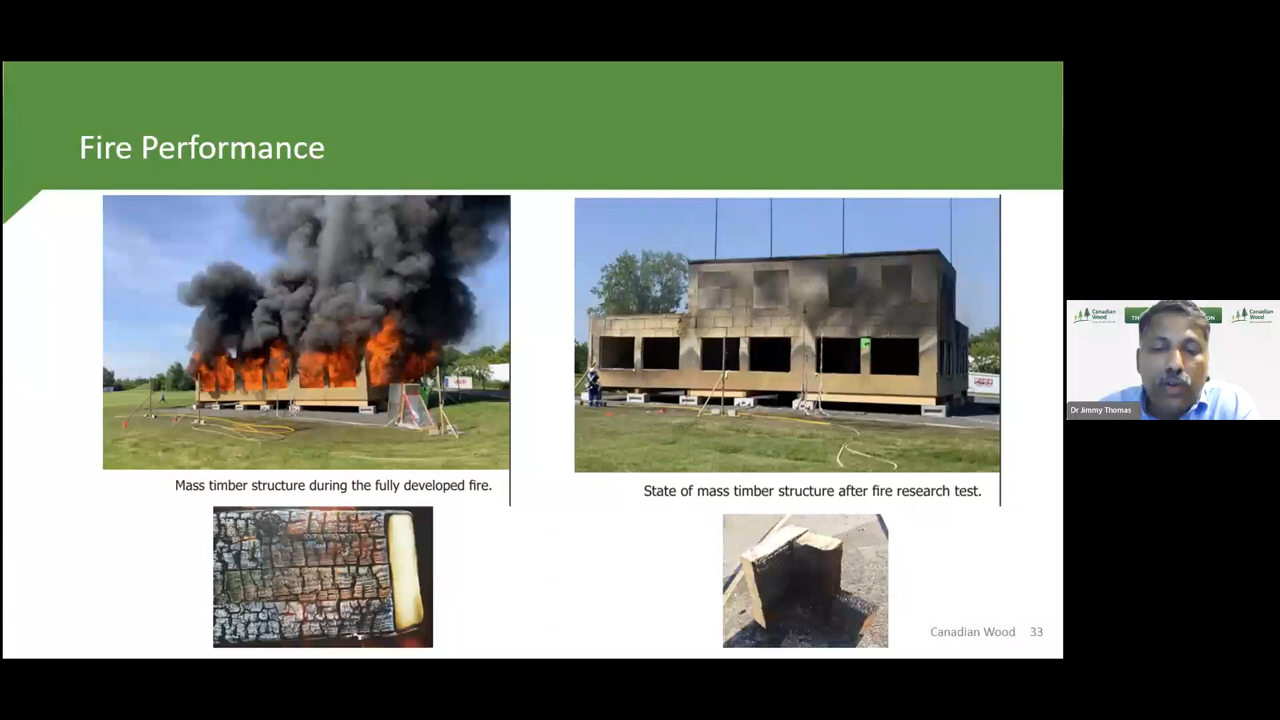 Fire Performance
Mass timber structure during the fully developed fire.
State of mass timber structure after fire research test.
Canadian Wood 33
Canadian
Wood
Canadian
Wood
Dr Jimmy Thomas